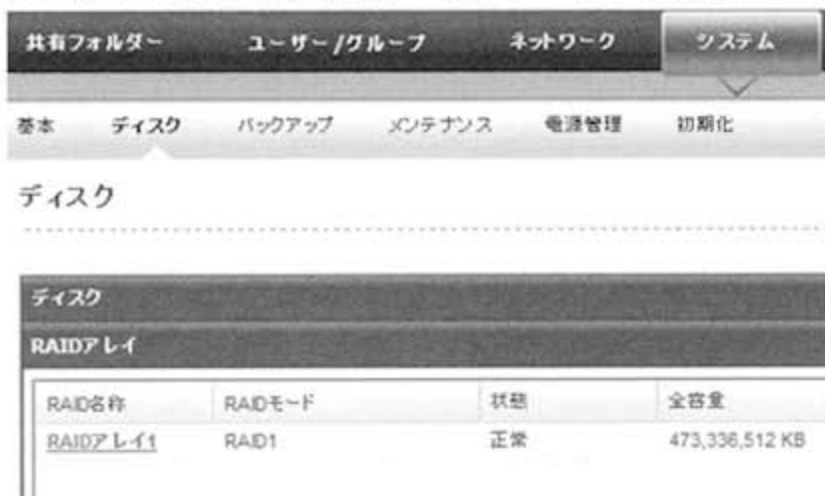 共有フォルダー ユーザー/グループ ネットワーク システム
基本 ディスク バックアップ メンテナンス 電源管理 初期化
ディスク
ディスク
RAIDアレイ
RAID名称 RAIDモード 状態 全容量
RAIDアレイ1 RAID1 正常 473,336,512 KB